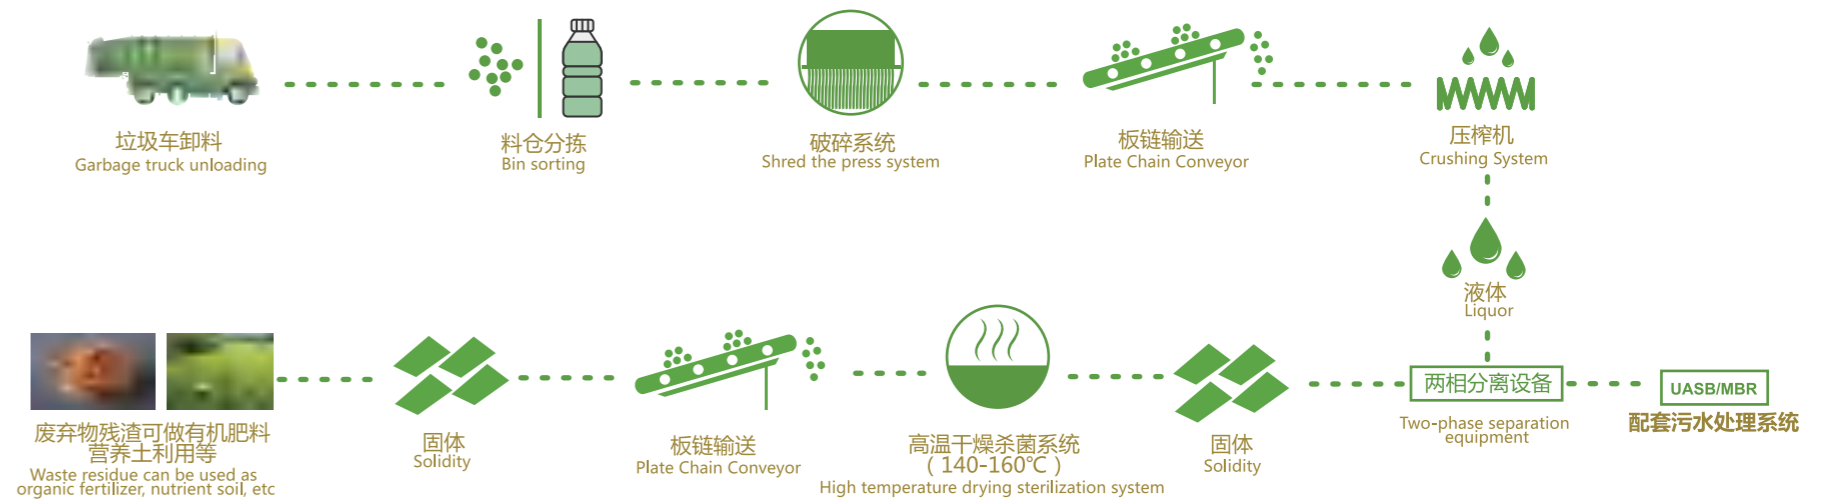 垃圾车卸料
Garbage truck unloading
料仓分拣
Bin sorting
破碎系统
Shred the press system
板链输送
Plate Chain Conveyor
压榨机
Crushing System
液体
Liquor
两相分离设备
Two-phase separation
equipment
UASB/MBR
配套污水处理系统
固体
Solidity
高温干燥杀菌系统
（140-160℃）
High temperature drying sterilization system
板链输送
Plate Chain Conveyor
固体
Solidity
废弃物残渣可做有机肥料
营养土利用等
Waste residue can be used as
organic fertilizer, nutrient soil, etc